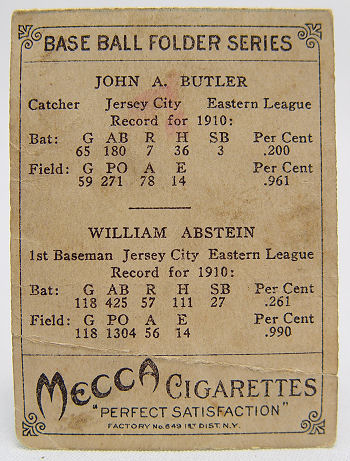 BASE BALL FOLDER SERIES
JOHN A. BUTLER
Catcher Jersey City Eastern League
Record for 1910:
Bat: G AB R H SB Per Cent
65 180 7 36 3 .200
Field: G PO A E Per Cent
59 271 78 14 .961
WILLIAM ABSTEIN
1st Baseman Jersey City Eastern League
Record for 1910:
Bat: G AB R H SB Per Cent
118 425 57 111 27 .261
Field: G PO A E Per Cent
118 1304 56 14 .990
MECCA CIGARETTES
"PERFECT SATISFACTION"
FACTORY No. 649 1ST DIST. N.Y.